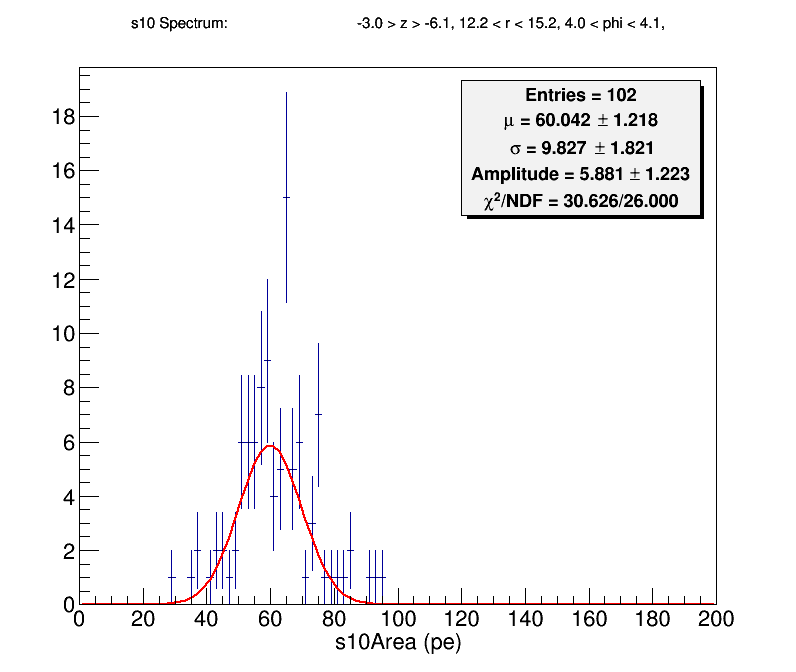 s10 Spectrum: -3.0 > z > -6.1, 12.2 < r < 15.2, 4.0 < phi < 4.1,
Entries = 102
μ = 60.042 ± 1.218
σ = 9.827 ± 1.821
Amplitude = 5.881 ± 1.223
χ²/NDF = 30.626/26.000
18
16
14
12
10
8
6
4
2
0
0 20 40 60 80 100 120 140 160 180 200
s10Area (pe)